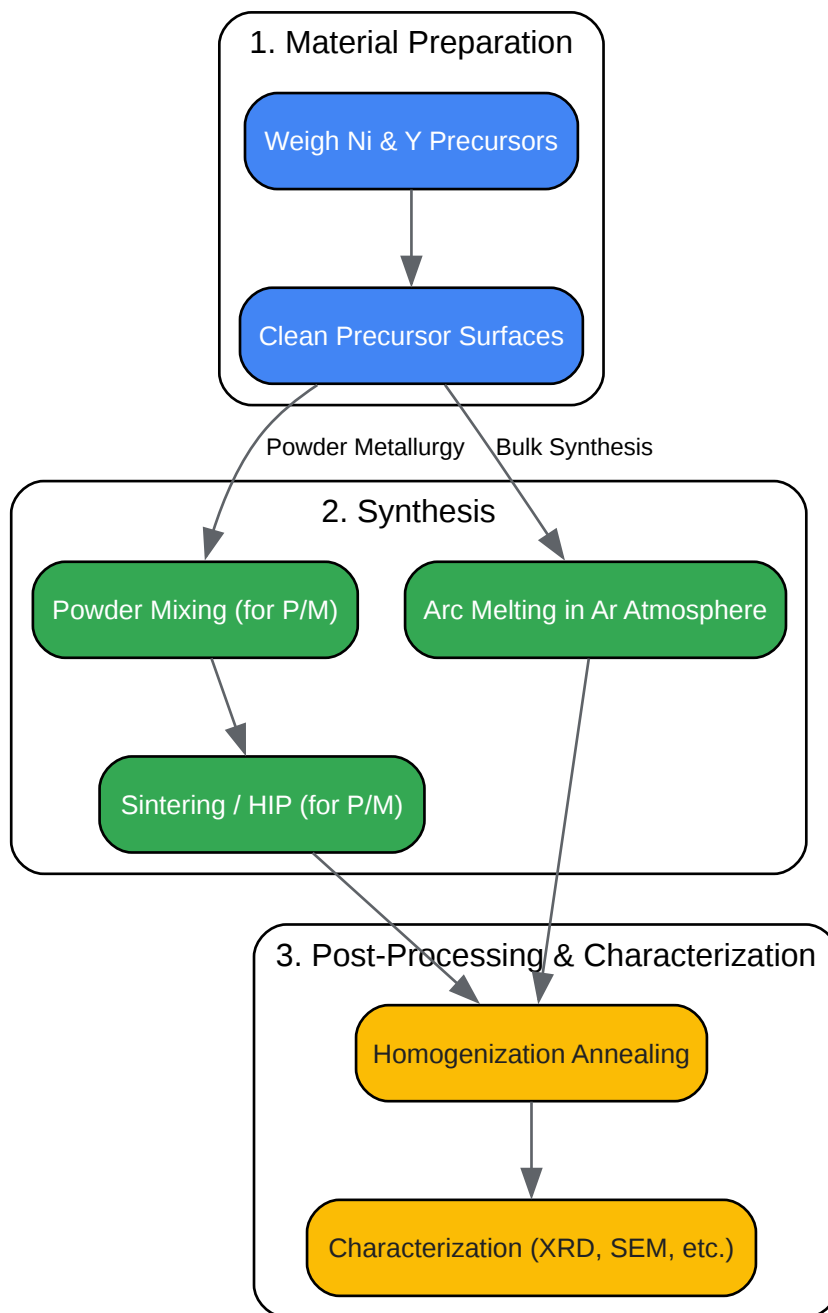 1. Material Preparation
Weigh Ni & Y Precursors
Clean Precursor Surfaces
Powder Metallurgy
Bulk Synthesis
2. Synthesis
Powder Mixing (for P/M)
Arc Melting in Ar Atmosphere
Sintering / HIP (for P/M)
3. Post-Processing & Characterization
Homogenization Annealing
Characterization (XRD, SEM, etc.)